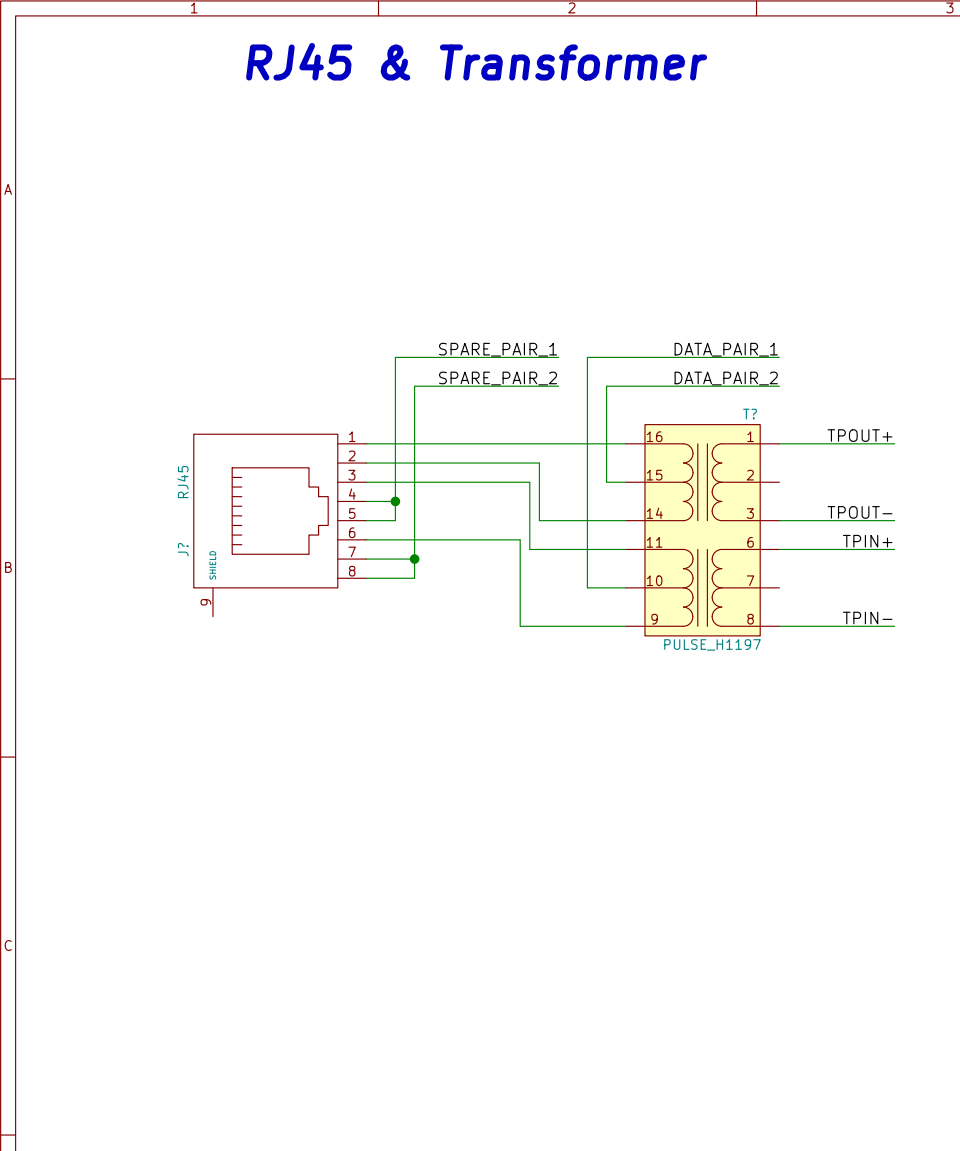 1 2 3
RJ45 & Transformer
A
SPARE_PAIR_1 DATA_PAIR_1
SPARE_PAIR_2 DATA_PAIR_2
T?
1 16 1 TPOUT+
2
3 15 2
RJ45
4
5 14 3 TPOUT-
6 11 6 TPIN+
J?
7
SHIELD
B
8 10 7
9
9 8 TPIN-
PULSE_H1197
C